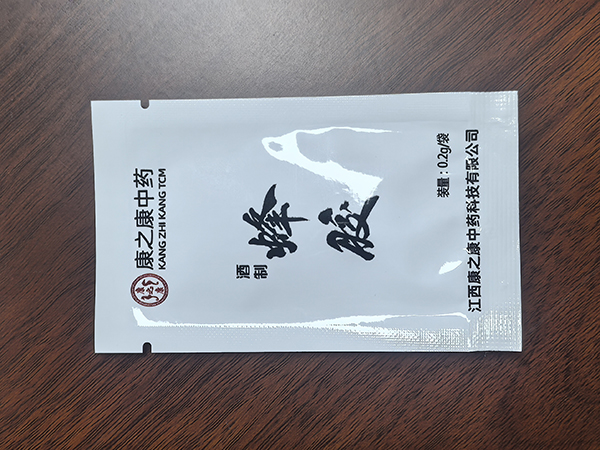 康之康中药
KANG ZHI KANG TCM
酒制
蜂胶
装量：0.2g/袋
江西康之康中药科技有限公司